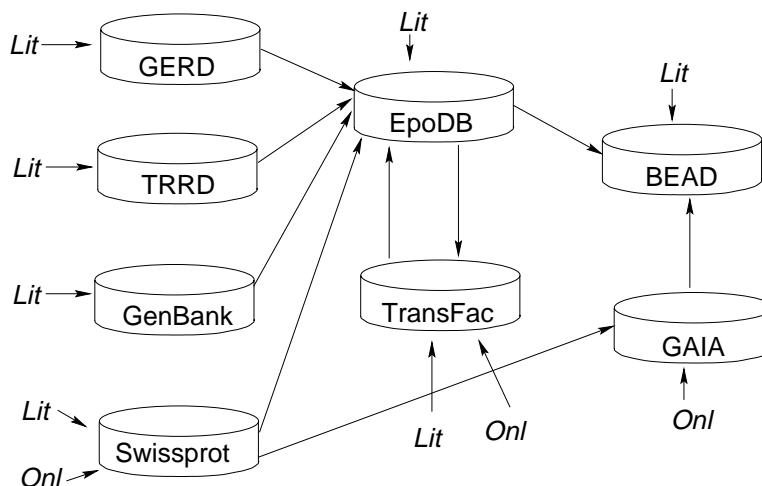 Lit
GERD
Lit
EpoDB
Lit
BEAD
Lit
TRRD
Lit
GenBank
TransFac
GAIA
Lit
Onl
Swissprot
Lit
Onl
Onl